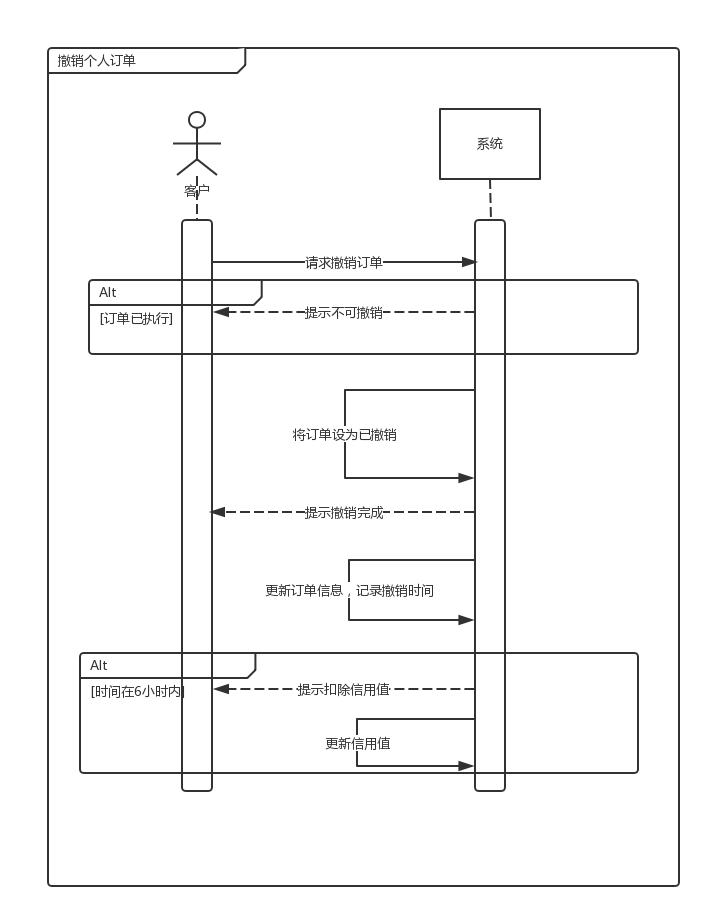 撤销个人订单
客户
系统
请求撤销订单
Alt
[订单已执行]
提示不可撤销
将订单设为已撤销
提示撤销完成
更新订单信息，记录撤销时间
Alt
[时间在6小时内]
提示扣除信用值
更新信用值